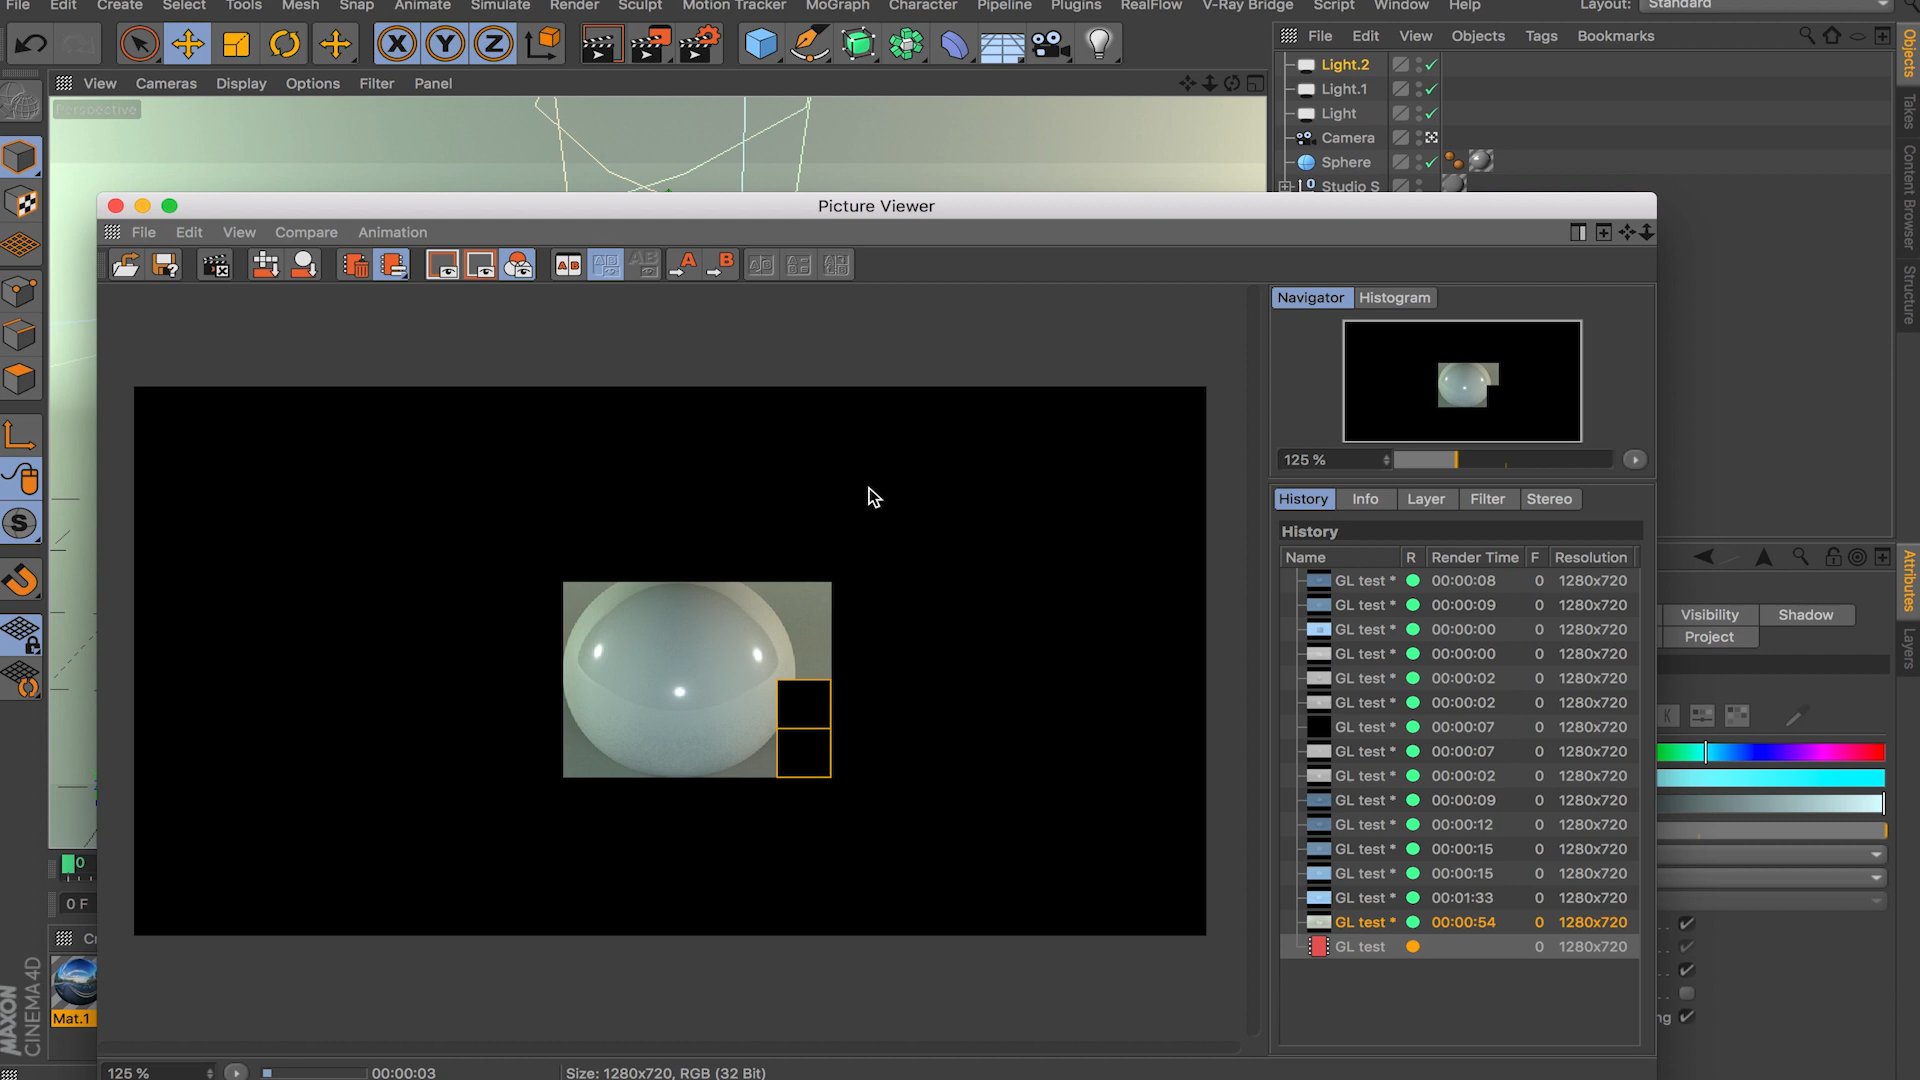 File Edit Create Select Tools Mesh Snap Animate Simulate Render Sculpt Motion Tracker MoGraph Character Pipeline Plugins RealFlow V-Ray Bridge Script Window Help Layout: Standard
X Y Z
File Edit View Objects Tags Bookmarks
View Cameras Display Options Filter Panel
Perspective
Light.2
Light.1
Light
Camera
Sphere
Studio S
Objects
Takes
Content Browser
Structure
Picture Viewer
File Edit View Compare Animation
A B
Navigator Histogram
125 %
History Info Layer Filter Stereo
History
Name R Render Time F Resolution
GL test * 00:00:08 0 1280x720
GL test * 00:00:09 0 1280x720
GL test * 00:00:00 0 1280x720
GL test * 00:00:00 0 1280x720
GL test * 00:00:02 0 1280x720
GL test * 00:00:02 0 1280x720
GL test * 00:00:07 0 1280x720
GL test * 00:00:07 0 1280x720
GL test * 00:00:02 0 1280x720
GL test * 00:00:09 0 1280x720
GL test * 00:00:12 0 1280x720
GL test * 00:00:15 0 1280x720
GL test * 00:00:15 0 1280x720
GL test * 00:01:33 0 1280x720
GL test * 00:00:54 0 1280x720
GL test 0 1280x720
Attributes
Layers
Visibility Shadow
Project
K
ng
0
0 F
Cr
Mat.1
MAXON
CINEMA 4D
125 % 00:00:03 Size: 1280x720, RGB (32 Bit)